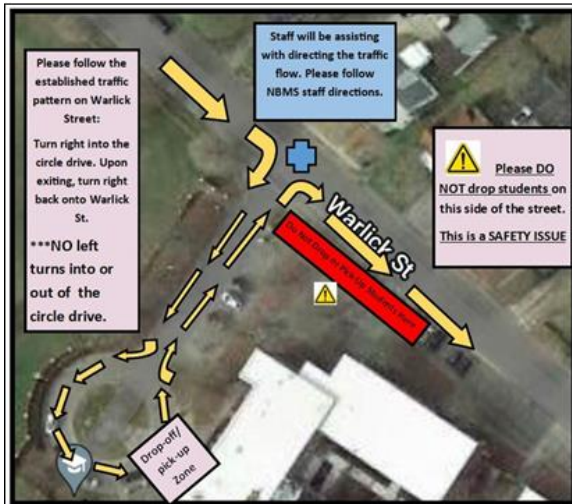 Please follow the
established traffic
pattern on Warlick
Street:
Turn right into the
circle drive. Upon
exiting, turn right
back onto Warlick
St.
***NO left
turns into or
out of the
circle drive.
Staff will be assisting
with directing the traffic
flow. Please follow
NBMS staff directions.
Please DO
NOT drop students on
this side of the street.
This is a SAFETY ISSUE
Warlick St
Do Not Drop or Pick Up Students Here
Drop-off/
pick-up
Zone